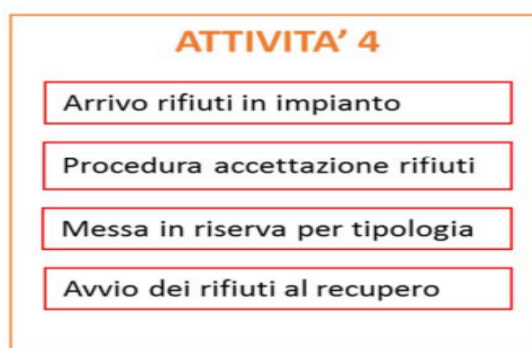 ATTIVITA’ 4
Arrivo rifiuti in impianto
Procedura accettazione rifiuti
Messa in riserva per tipologia
Avvio dei rifiuti al recupero